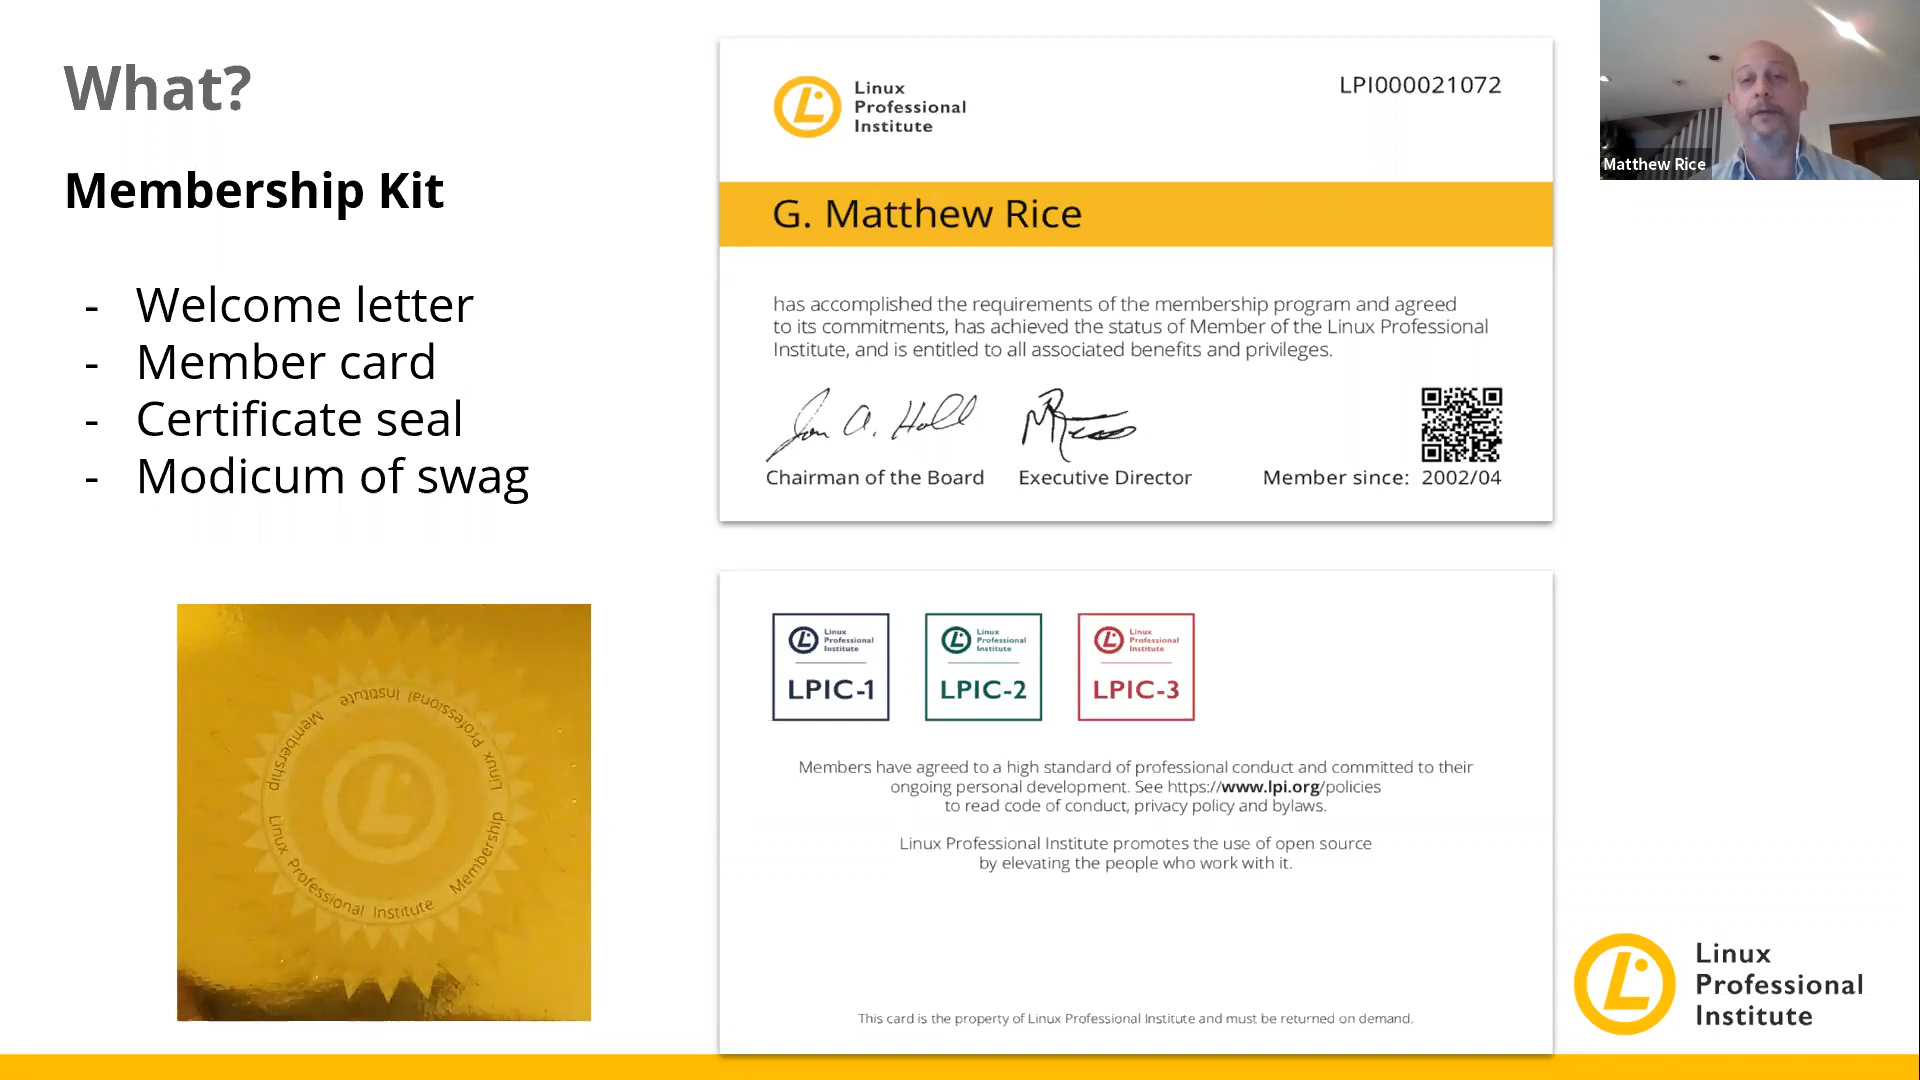 What?
Membership Kit
- Welcome letter
- Member card
- Certificate seal
- Modicum of swag
Linux Professional Institute Membership
Linux Professional Institute Membership
Linux
Professional
Institute
LPI000021072
G. Matthew Rice
has accomplished the requirements of the membership program and agreed
to its commitments, has achieved the status of Member of the Linux Professional
Institute, and is entitled to all associated benefits and privileges.
Jon A. Hall
Chairman of the Board
Executive Director
Member since: 2002/04
Linux
Professional
Institute
LPIC-1
Linux
Professional
Institute
LPIC-2
Linux
Professional
Institute
LPIC-3
Members have agreed to a high standard of professional conduct and committed to their
ongoing personal development. See https://www.lpi.org/policies
to read code of conduct, privacy policy and bylaws.
Linux Professional Institute promotes the use of open source
by elevating the people who work with it.
This card is the property of Linux Professional Institute and must be returned on demand.
Matthew Rice
Linux
Professional
Institute